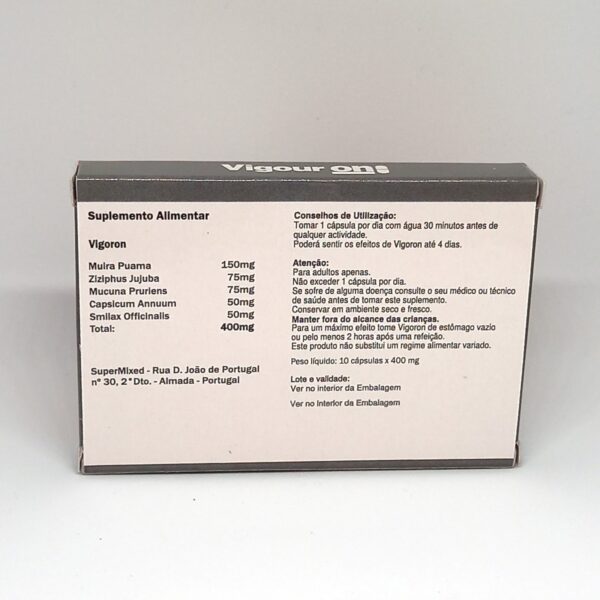 Vigour on!
Suplemento Alimentar
Vigoron
Muira Puama 150mg
Ziziphus Jujuba 75mg
Mucuna Pruriens 75mg
Capsicum Annuum 50mg
Smilax Officinalis 50mg
Total: 400mg
SuperMixed - Rua D. João de Portugal
nº 30, 2º Dto. - Almada - Portugal
Conselhos de Utilização:
Tomar 1 cápsula por dia com água 30 minutos antes de
qualquer actividade.
Poderá sentir os efeitos de Vigoron até 4 dias.
Atenção:
Para adultos apenas.
Não exceder 1 cápsula por dia.
Se sofre de alguma doença consulte o seu médico ou técnico
de saúde antes de tomar este suplemento.
Conservar em ambiente seco e fresco.
Manter fora do alcance das crianças.
Para um máximo efeito tome Vigoron de estômago vazio
ou pelo menos 2 horas após uma refeição.
Este produto não substitui um regime alimentar variado.
Peso líquido: 10 cápsulas x 400 mg
Lote e validade:
Ver no interior da Embalagem
Ver no Interior da Embalagem